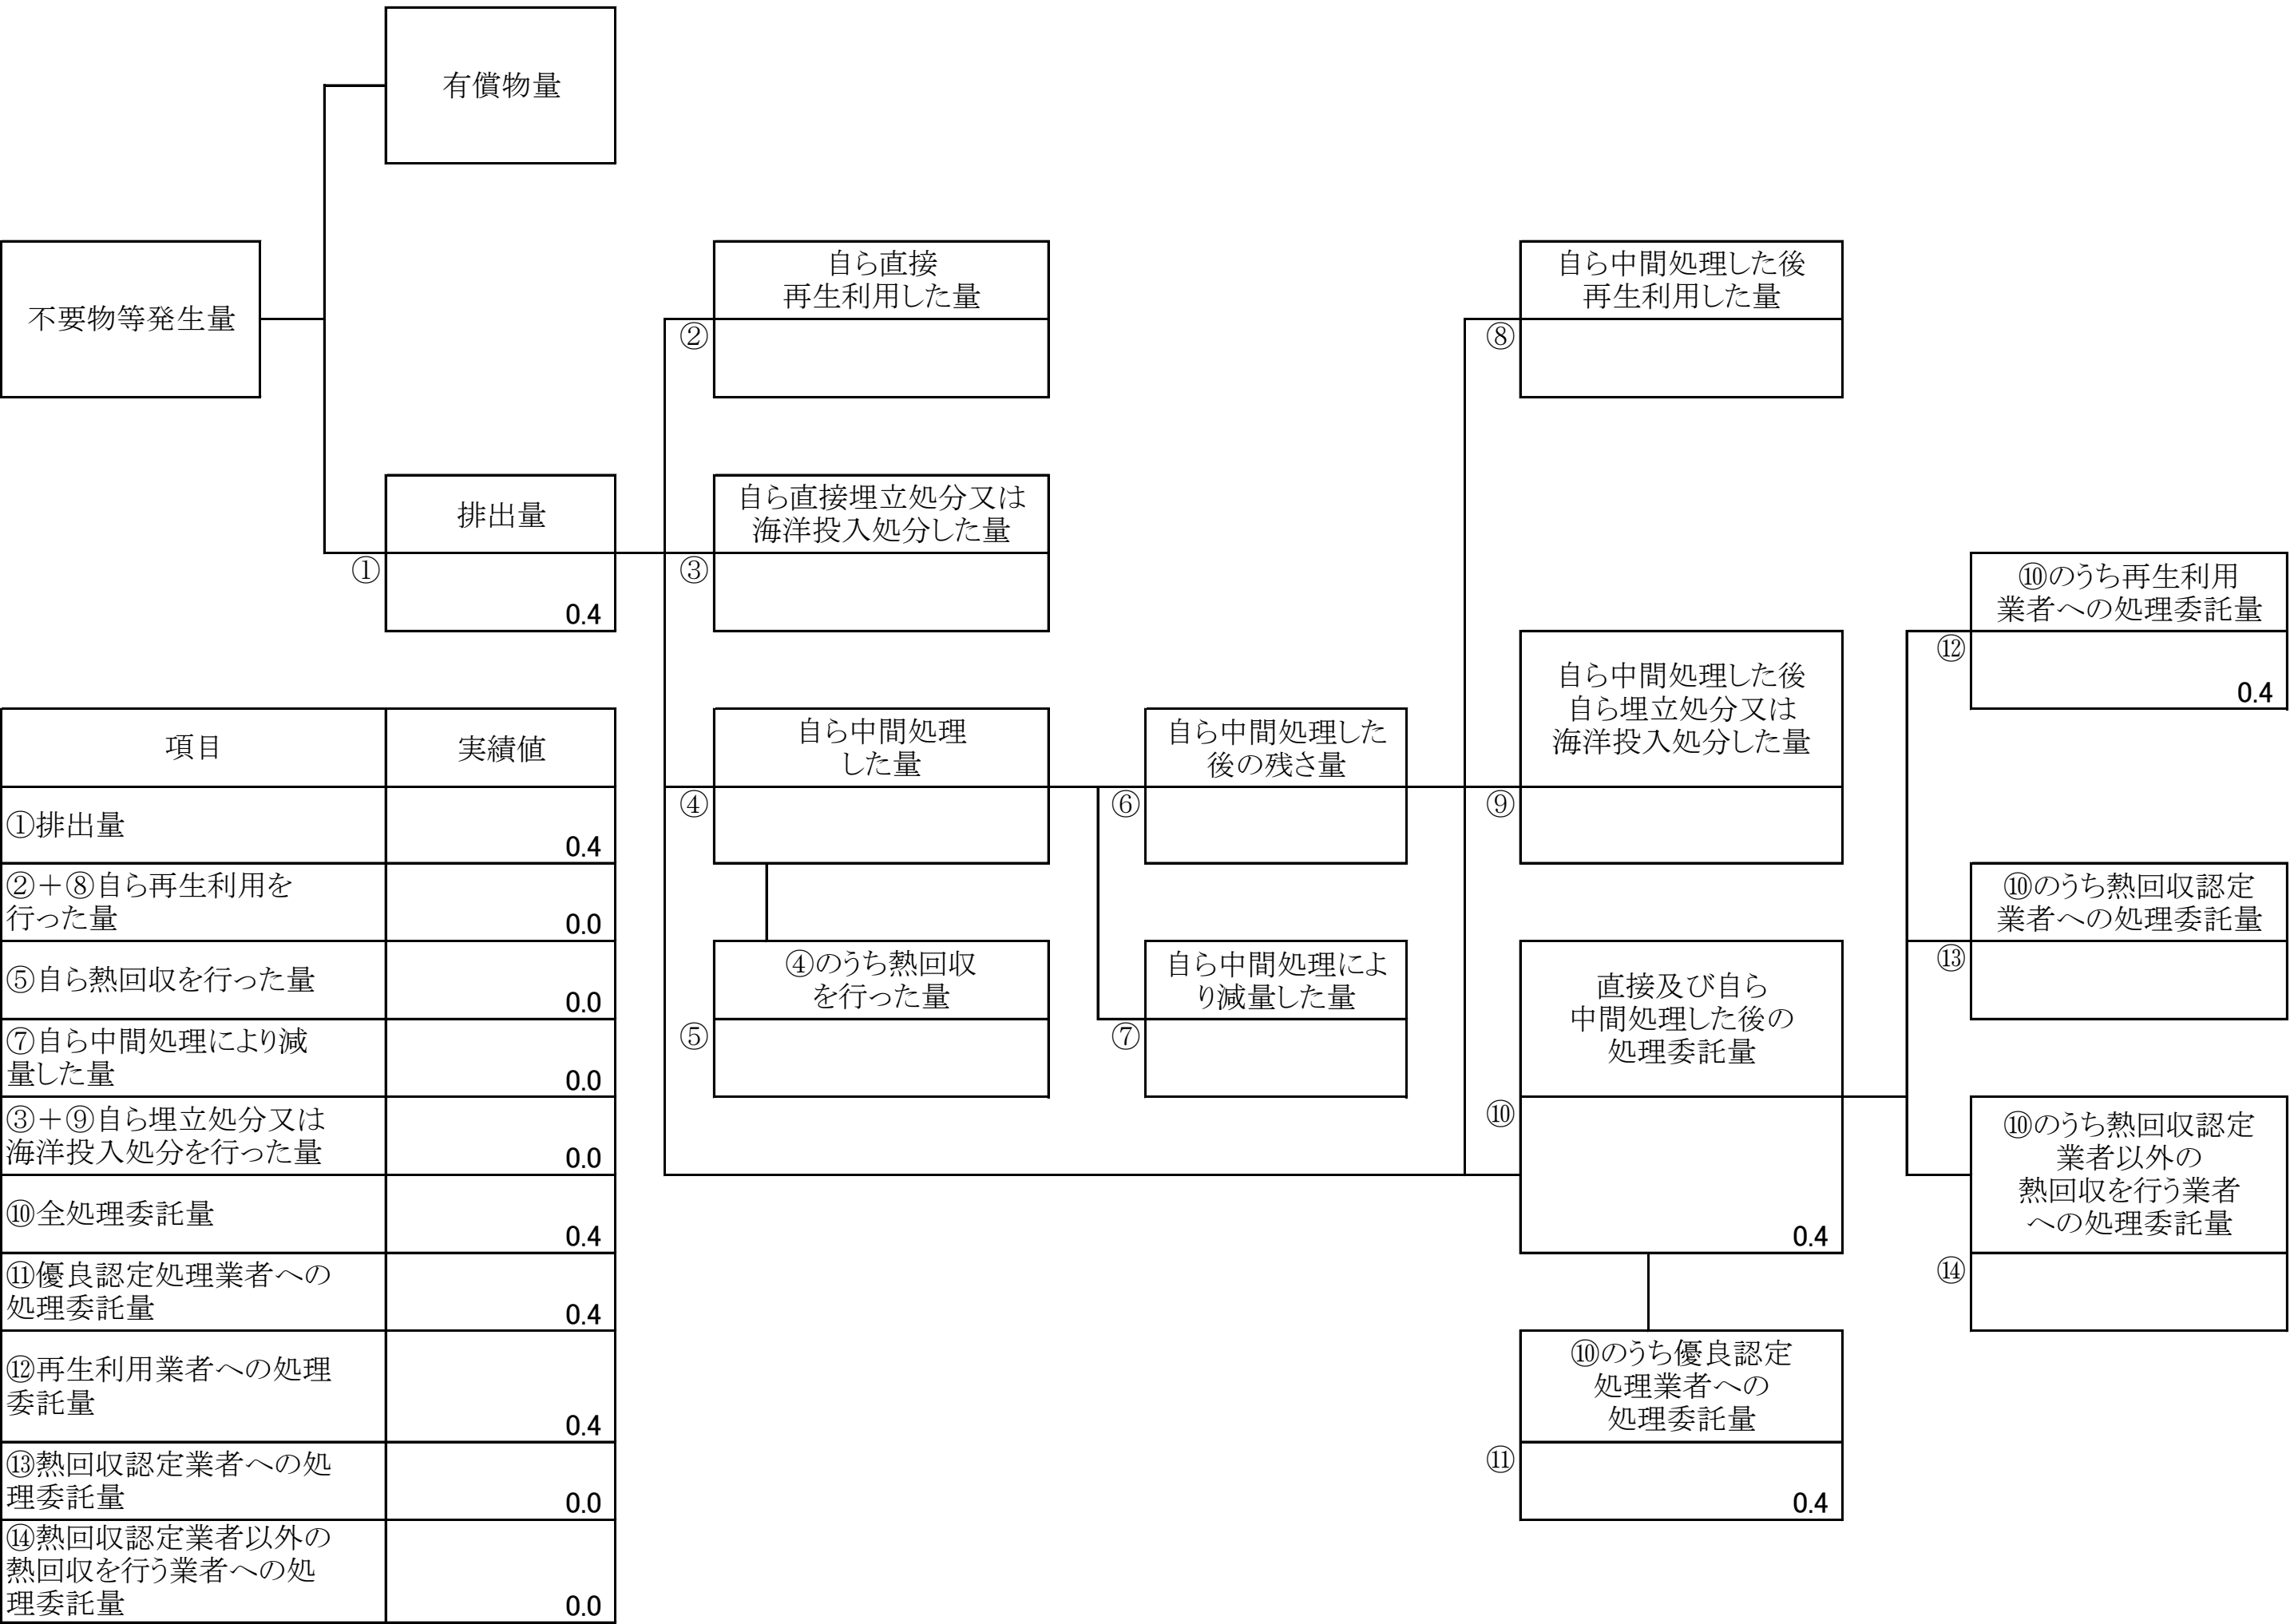 有償物量
不要物等発生量
自ら直接
再生利用した量
②
自ら中間処理した後
再生利用した量
⑧
排出量
①
0.4
自ら直接埋立処分又は
海洋投入処分した量
③
⑩のうち再生利用
業者への処理委託量
⑫
0.4
自ら中間処理
した量
④
自ら中間処理した
後の残さ量
⑥
自ら中間処理した後
自ら埋立処分又は
海洋投入処分した量
⑨
④のうち熱回収
を行った量
⑤
自ら中間処理によ
り減量した量
⑦
直接及び自ら
中間処理した後の
処理委託量
⑩
0.4
⑩のうち熱回収認定
業者への処理委託量
⑬
⑩のうち熱回収認定
業者以外の
熱回収を行う業者
への処理委託量
⑭
⑩のうち優良認定
処理業者への
処理委託量
⑪
0.4
項目 実績値
①排出量
0.4
②＋⑧自ら再生利用を
行った量
0.0
⑤自ら熱回収を行った量
0.0
⑦自ら中間処理により減
量した量
0.0
③＋⑨自ら埋立処分又は
海洋投入処分を行った量
0.0
⑩全処理委託量
0.4
⑪優良認定処理業者への
処理委託量
0.4
⑫再生利用業者への処理
委託量
0.4
⑬熱回収認定業者への処
理委託量
0.0
⑭熱回収認定業者以外の
熱回収を行う業者への処
理委託量
0.0